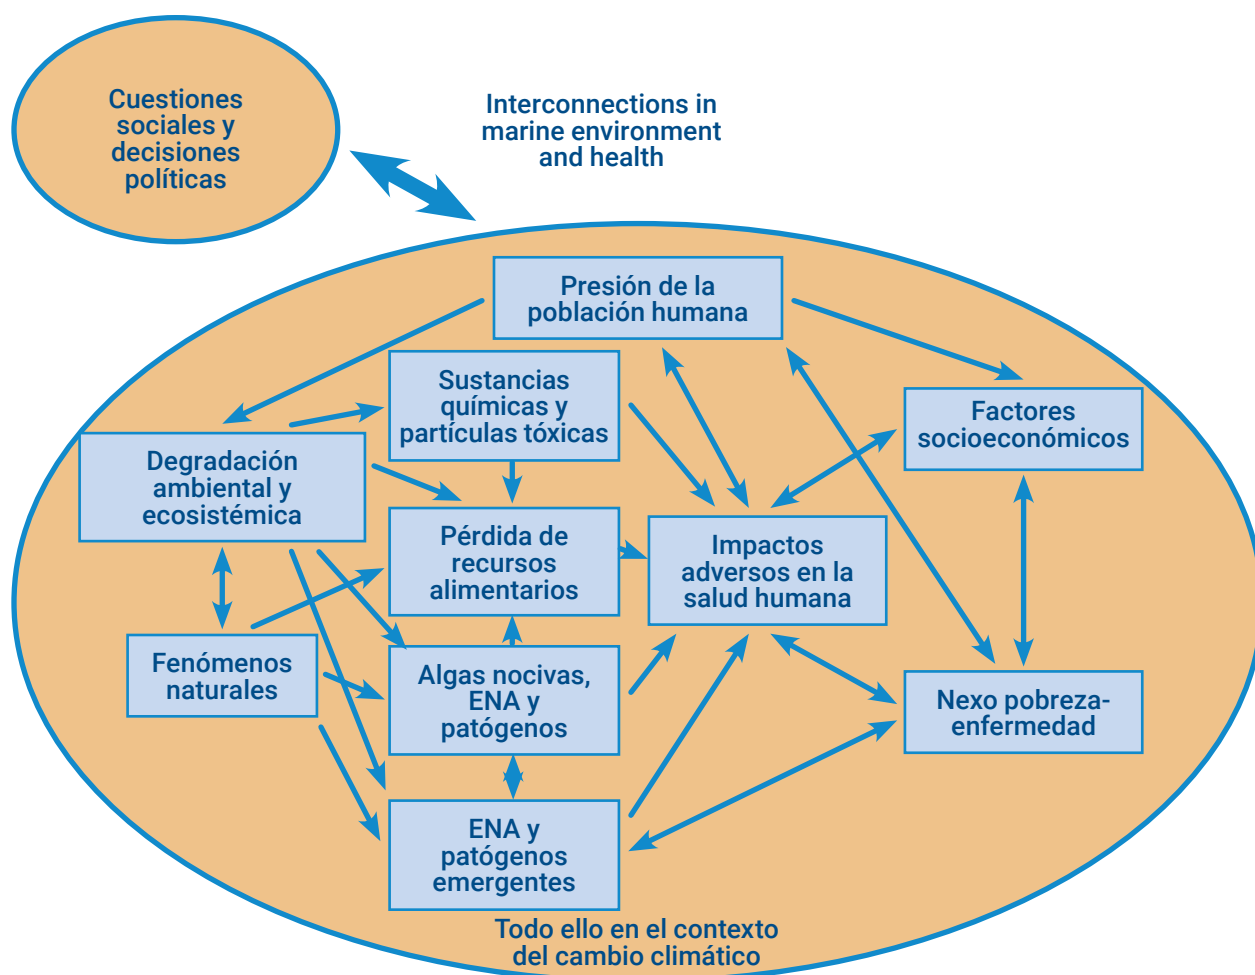 Cuestiones
sociales y
decisiones
políticas
Interconnections in
marine environment
and health
Presión de la
población humana
Sustancias
químicas y
partículas tóxicas
Factores
socioeconómicos
Degradación
ambiental y
ecosistémica
Pérdida de
recursos
alimentarios
Impactos
adversos en la
salud humana
Fenómenos
naturales
Algas nocivas,
ENA y
patógenos
Nexo pobreza-
enfermedad
ENA y
patógenos
emergentes
Todo ello en el contexto
del cambio climático